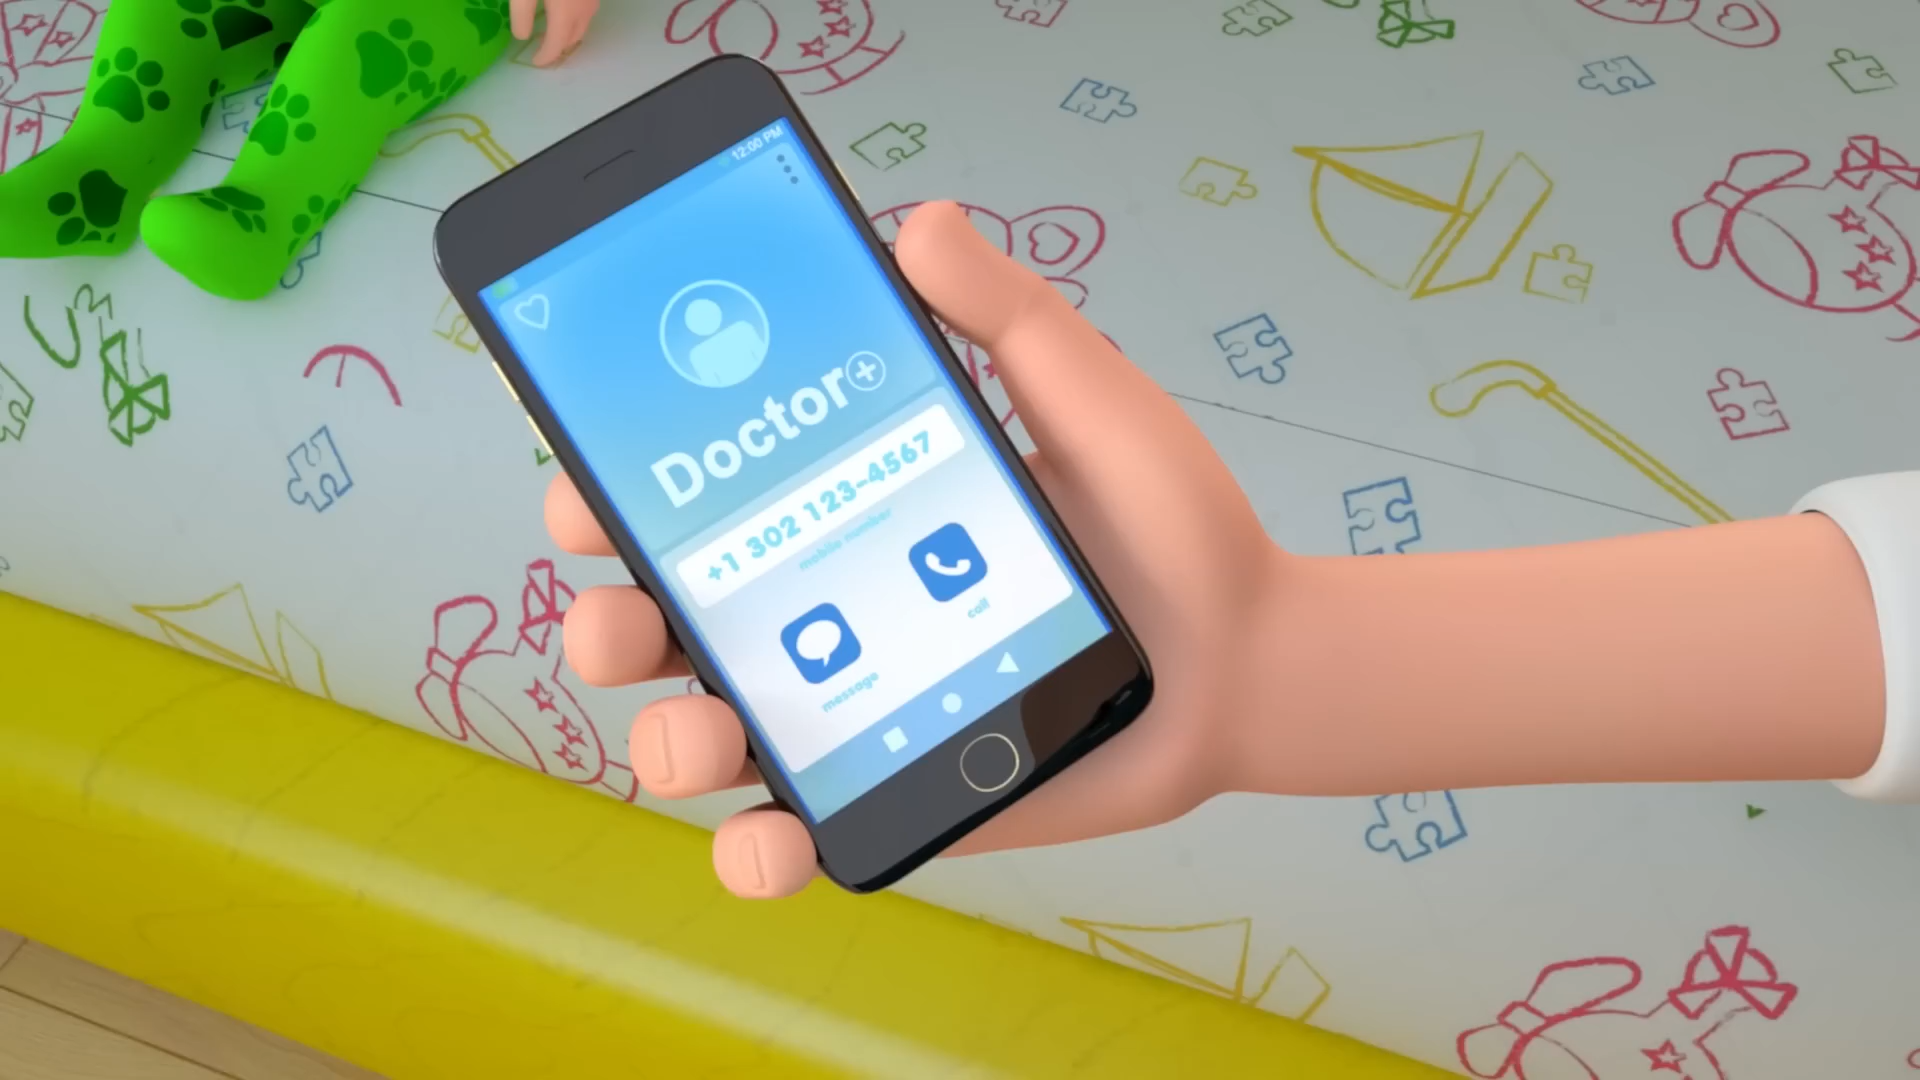 12:00 PM
Doctor
+1 302 123-4567
mobile number
message
call